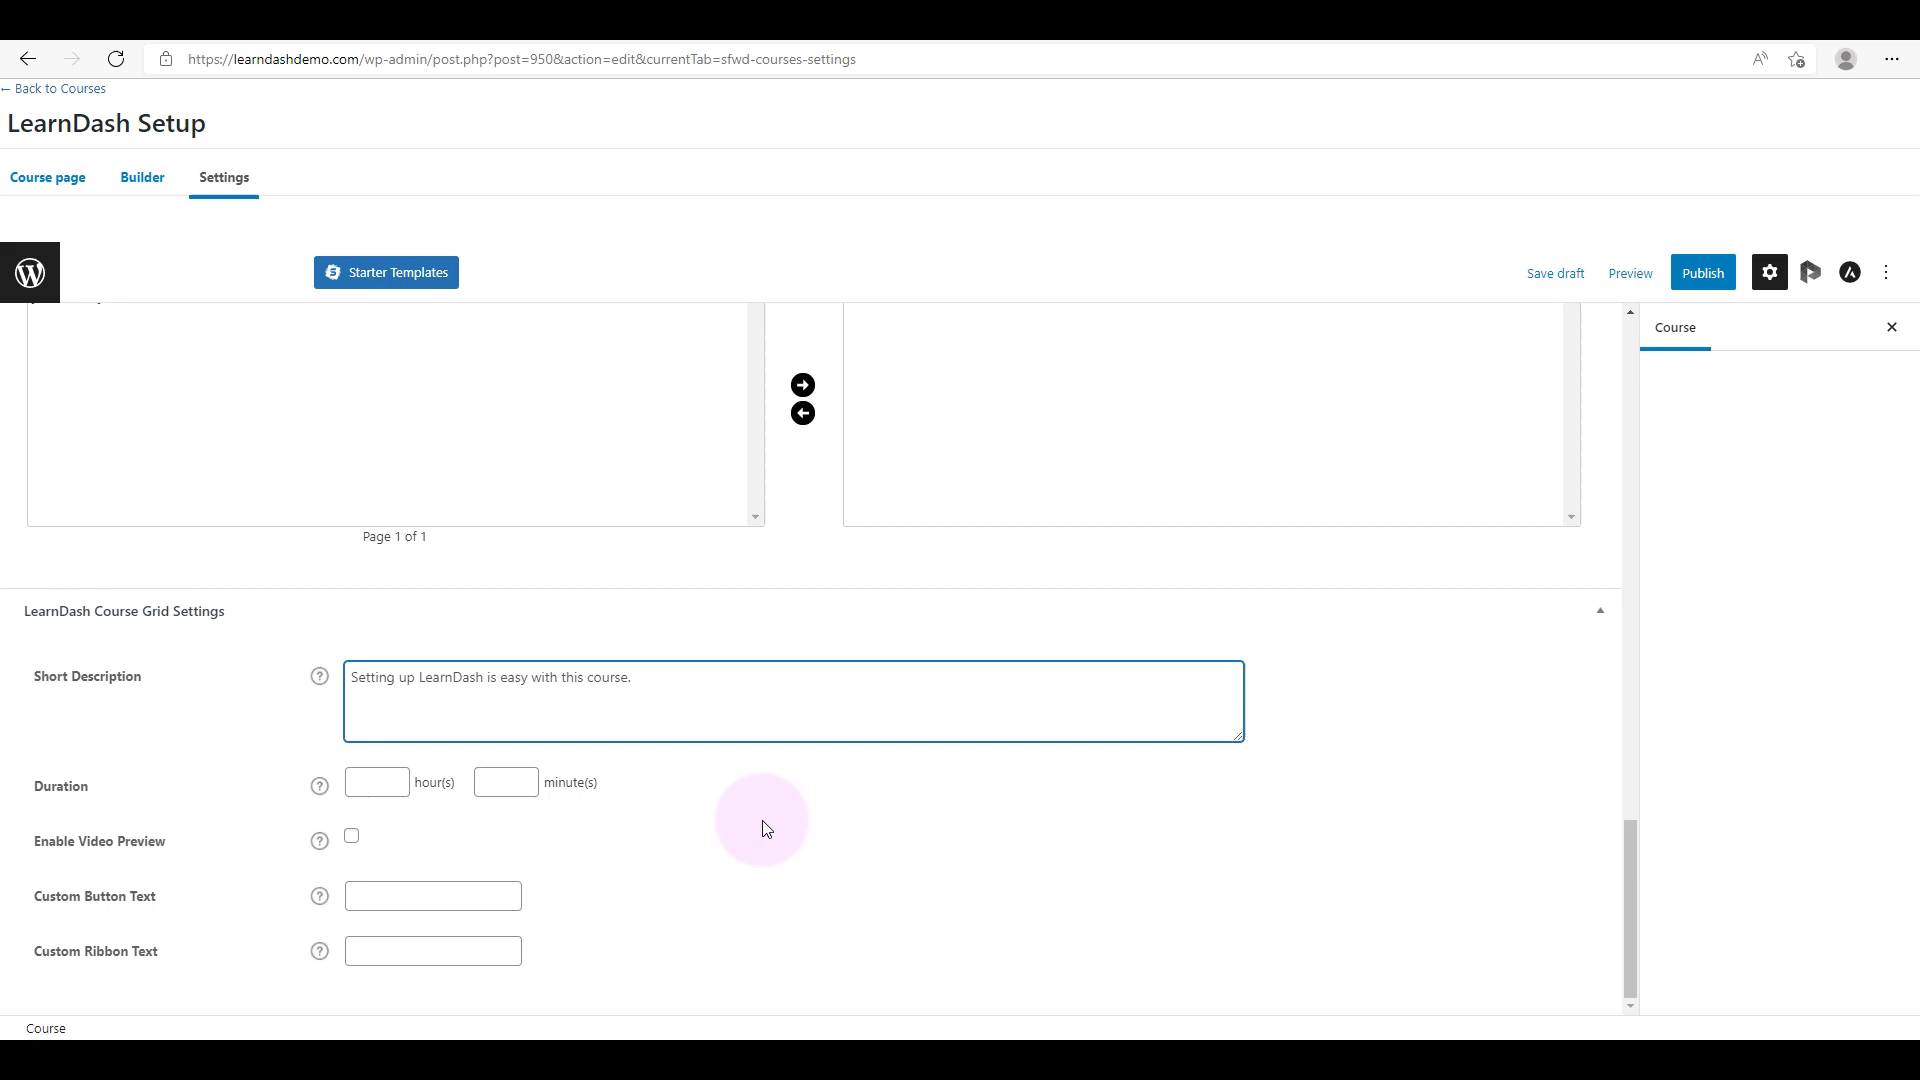 https://learndashdemo.com/wp-admin/post.php?post=950&action=edit&currentTab=sfwd-courses-settings
← Back to Courses
LearnDash Setup
Course page Builder Settings
Starter Templates Save draft Preview Publish
Course
Page 1 of 1
LearnDash Course Grid Settings
Short Description ? Setting up LearnDash is easy with this course.
Duration ? hour(s) minute(s)
Enable Video Preview ?
Custom Button Text ?
Custom Ribbon Text ?
Course